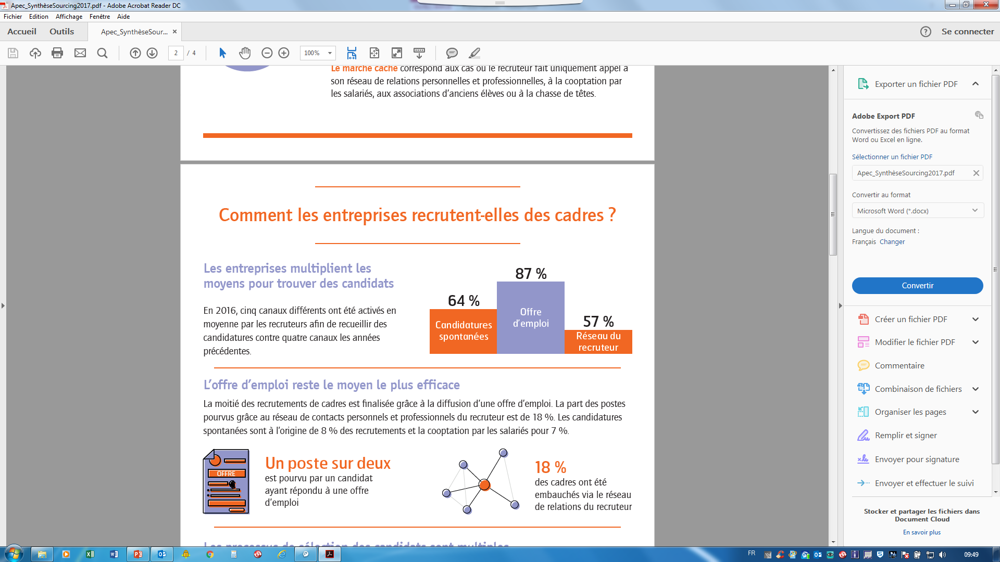 Apec_SynthèseSourcing2017.pdf - Adobe Acrobat Reader DC
Fichier Edition Affichage Fenêtre Aide
Accueil Outils Apec_SynthèseSour... × ? Se connecter
2 / 4 100%
Le marché caché correspond aux cas où le recruteur fait uniquement appel à
son réseau de relations personnelles et professionnelles, à la cooptation par
les salariés, aux associations d’anciens élèves ou à la chasse de têtes.
Comment les entreprises recrutent-elles des cadres ?
Les entreprises multiplient les
moyens pour trouver des candidats
En 2016, cinq canaux différents ont été activés en
moyenne par les recruteurs afin de recueillir des
candidatures contre quatre canaux les années
précédentes.
64 %
Candidatures
spontanées
87 %
Offre
d’emploi
57 %
Réseau du
recruteur
L’offre d’emploi reste le moyen le plus efficace
La moitié des recrutements de cadres est finalisée grâce à la diffusion d’une offre d’emploi. La part des postes
pourvus grâce au réseau de contacts personnels et professionnels du recruteur est de 18 %. Les candidatures
spontanées sont à l’origine de 8 % des recrutements et la cooptation par les salariés pour 7 %.
OFFRE
Un poste sur deux
est pourvu par un candidat
ayant répondu à une offre
d’emploi
18 %
des cadres ont été
embauchés via le réseau
de relations du recruteur
Les processus de sélection des candidats sont multiples
Exporter un fichier PDF
Adobe Export PDF
Convertissez des fichiers PDF au format
Word ou Excel en ligne.
Sélectionner un fichier PDF
Apec_SynthèseSourcing2017.pdf
Convertir au format
Microsoft Word (*.docx)
Langue du document :
Français Changer
Convertir
Créer un fichier PDF
Modifier le fichier PDF
Commentaire
Combinaison de fichiers
Organiser les pages
Remplir et signer
Envoyer pour signature
Envoyer et effectuer le suivi
Stocker et partager les fichiers dans
Document Cloud
En savoir plus
FR 09:49